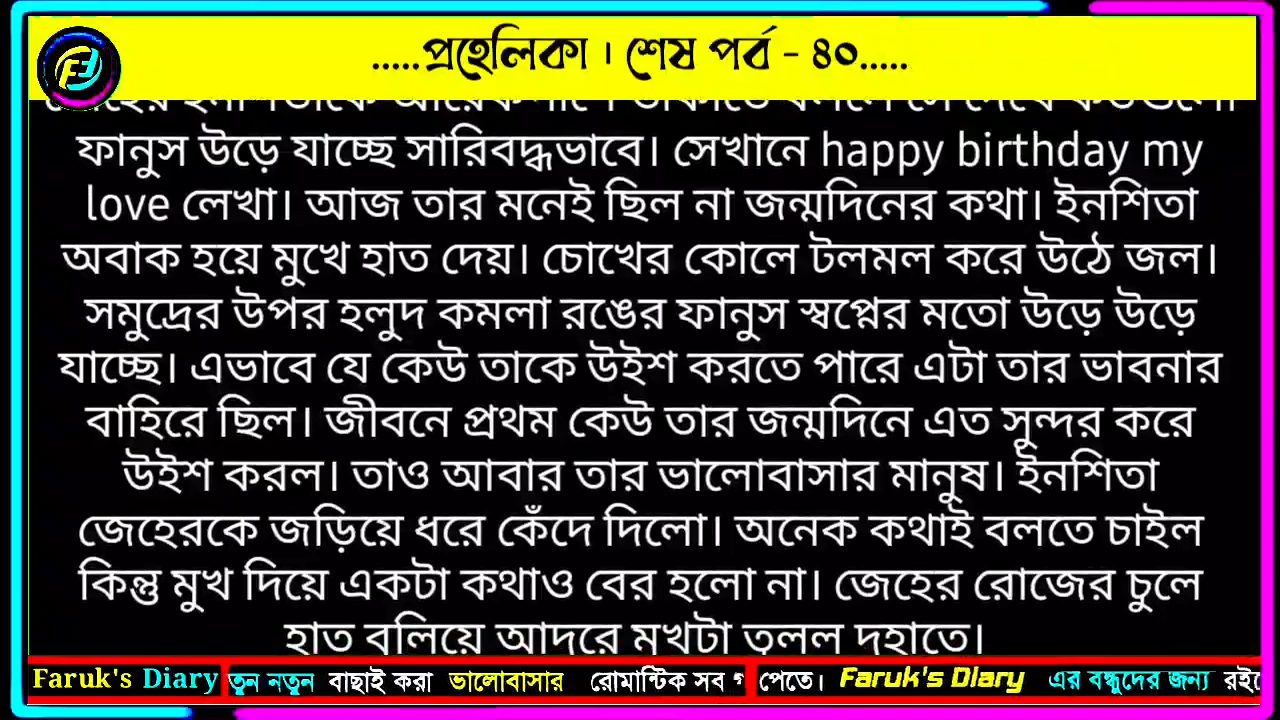 .....প্রহেলিকা । শেষ পর্ব - ৪০.....
ফানুস উড়ে যাচ্ছে সারিবদ্ধভাবে। সেখানে happy birthday my
love লেখা। আজ তার মনেই ছিল না জন্মদিনের কথা। ইনশিতা
অবাক হয়ে মুখে হাত দেয়। চোখের কোলে টলমল করে উঠে জল।
সমুদ্রের উপর হলুদ কমলা রঙের ফানুস স্বপ্নের মতো উড়ে উড়ে
যাচ্ছে। এভাবে যে কেউ তাকে উইশ করতে পারে এটা তার ভাবনার
বাহিরে ছিল। জীবনে প্রথম কেউ তার জন্মদিনে এত সুন্দর করে
উইশ করল। তাও আবার তার ভালোবাসার মানুষ। ইনশিতা
জেহেরকে জড়িয়ে ধরে কেঁদে দিলো। অনেক কথাই বলতে চাইল
কিন্তু মুখ দিয়ে একটা কথাও বের হলো না। জেহের রোজের চুলে
হাত বুলিয়ে আদরে মুখটা তুলল দুহাতে।
Faruk's Diary তুন নতুন বাছাই করা ভালোবাসার রোমান্টিক সব গ পেতে। Faruk's Diary এর বন্ধুদের জন্য রইলো